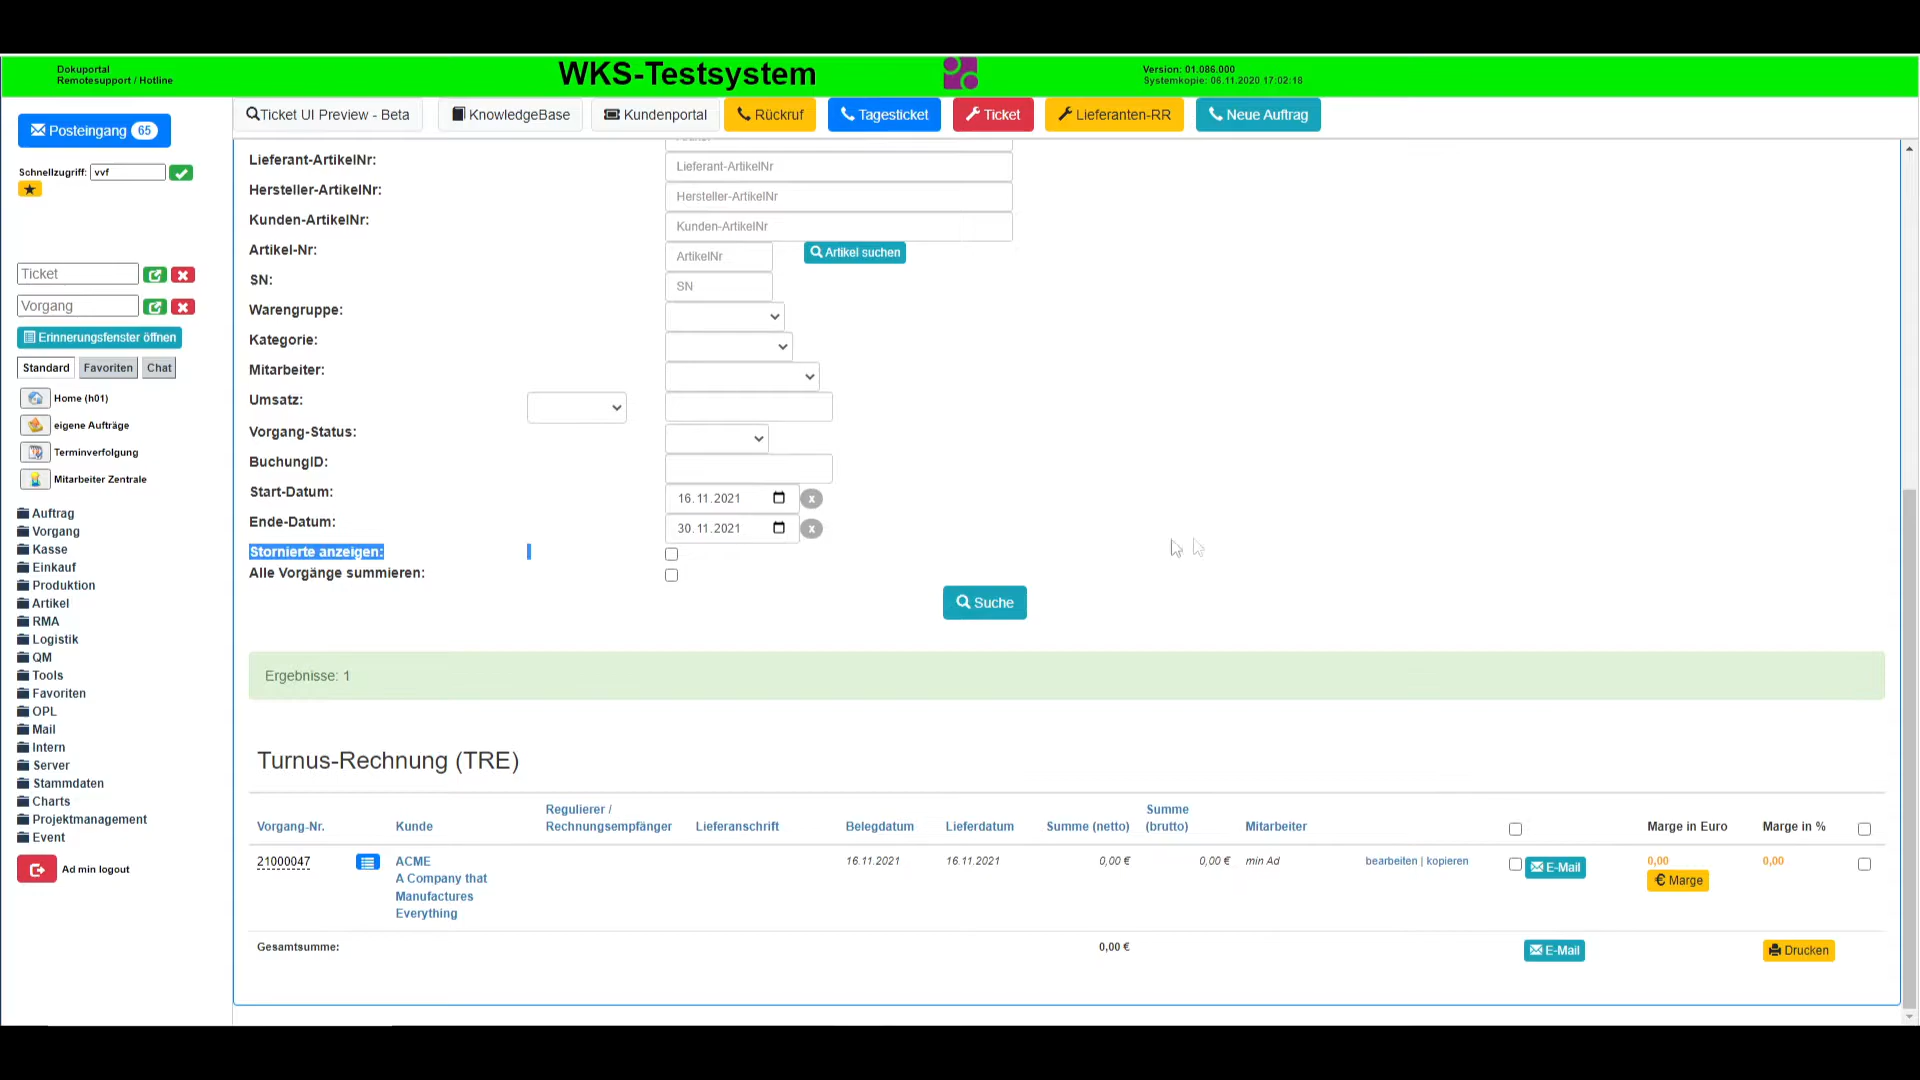 Dokuportal
Remotesupport / Hotline
WKS-Testsystem
Version: 01.086.000
Systemkopie: 06.11.2020 17:02:16
Posteingang 65
Ticket UI Preview - Beta
KnowledgeBase
Kundenportal
Rückruf
Tagesticket
Ticket
Lieferanten-RR
Neue Auftrag
Schnellzugriff: vvf
Ticket
Vorgang
Erinnerungsfenster öffnen
Standard
Favoriten
Chat
Home (h01)
eigene Aufträge
Terminverfolgung
Mitarbeiter Zentrale
Auftrag
Vorgang
Kasse
Einkauf
Produktion
Artikel
RMA
Logistik
QM
Tools
Favoriten
OPL
Mail
Intern
Server
Stammdaten
Charts
Projektmanagement
Event
Ad min logout
Lieferant-ArtikelNr: Lieferant-ArtikelNr
Hersteller-ArtikelNr: Hersteller-ArtikelNr
Kunden-ArtikelNr: Kunden-ArtikelNr
Artikel-Nr: ArtikelNr Artikel suchen
SN: SN
Warengruppe:
Kategorie:
Mitarbeiter:
Umsatz:
Vorgang-Status:
BuchungID:
Start-Datum: 16.11.2021 x
Ende-Datum: 30.11.2021 x
Stornierte anzeigen:
Alle Vorgänge summieren:
Suche
Ergebnisse: 1
Turnus-Rechnung (TRE)
Vorgang-Nr. Kunde Regulierer / Rechnungsempfänger Lieferanschrift Belegdatum Lieferdatum Summe (netto) Summe (brutto) Mitarbeiter Marge in Euro Marge in %
21000047 ACME 16.11.2021 16.11.2021 0,00 € 0,00 € min Ad bearbeiten | kopieren E-Mail 0,00 0,00
A Company that
Manufactures
Everything
€ Marge
Gesamtsumme: 0,00 € E-Mail Drucken